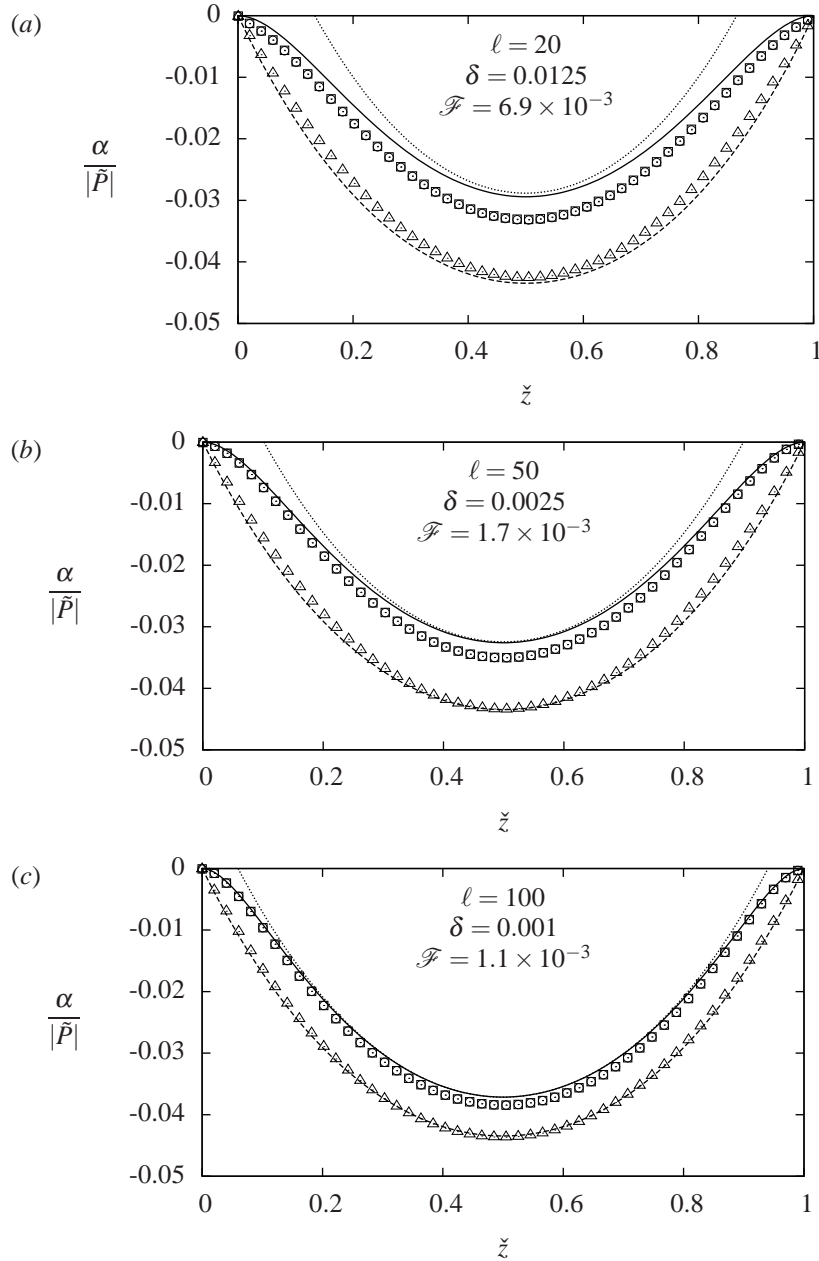 (a)
0
-0.01
-0.02
-0.03
-0.04
-0.05
α
|P̃|
ℓ = 20
δ = 0.0125
ℱ = 6.9 × 10⁻³
0 0.2 0.4 0.6 0.8 1
ž
(b)
0
-0.01
-0.02
-0.03
-0.04
-0.05
α
|P̃|
ℓ = 50
δ = 0.0025
ℱ = 1.7 × 10⁻³
0 0.2 0.4 0.6 0.8 1
ž
(c)
0
-0.01
-0.02
-0.03
-0.04
-0.05
α
|P̃|
ℓ = 100
δ = 0.001
ℱ = 1.1 × 10⁻³
0 0.2 0.4 0.6 0.8 1
ž